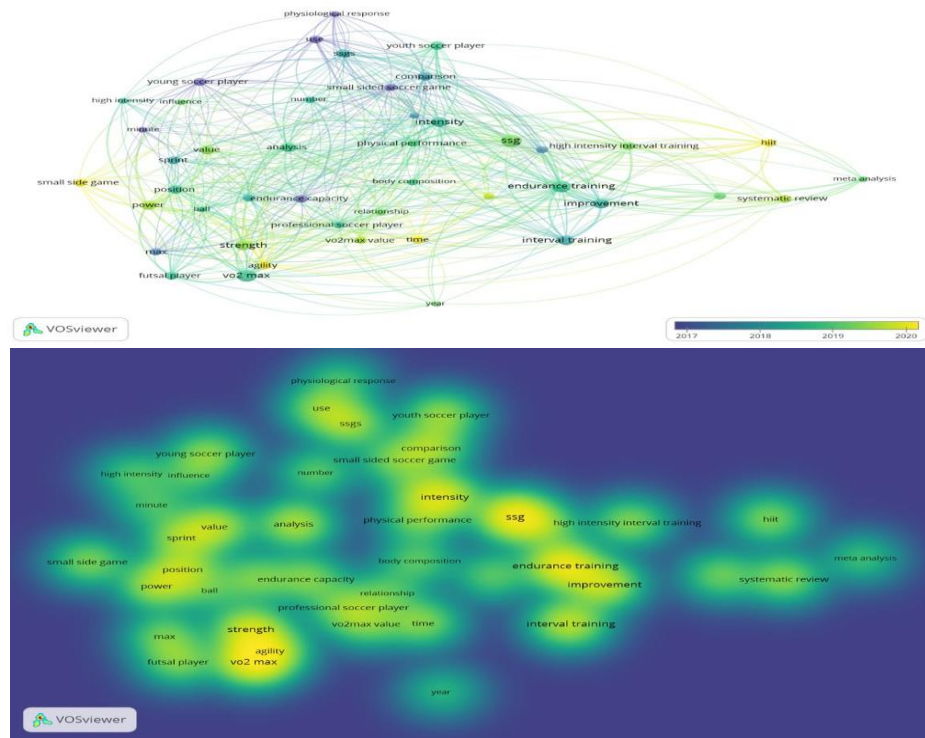 physiological response
use
ssgs
youth soccer player
comparison
young soccer player
small sided soccer game
high intensity
influence
number
minute
intensity
physical performance
ssg
high intensity interval training
hiit
value
analysis
sprint
small side game
position
body composition
endurance training
meta analysis
power
ball
endurance capacity
improvement
systematic review
relationship
professional soccer player
strength
vo2max value
time
interval training
max
agility
futsal player
vo2 max
year
VOSviewer
2017
2018
2019
2020
physiological response
use
ssgs
youth soccer player
comparison
young soccer player
small sided soccer game
high intensity
influence
number
minute
intensity
physical performance
ssg
high intensity interval training
hiit
value
analysis
sprint
small side game
position
body composition
endurance training
meta analysis
power
ball
endurance capacity
improvement
systematic review
relationship
professional soccer player
strength
vo2max value
time
interval training
max
agility
futsal player
vo2 max
year
VOSviewer